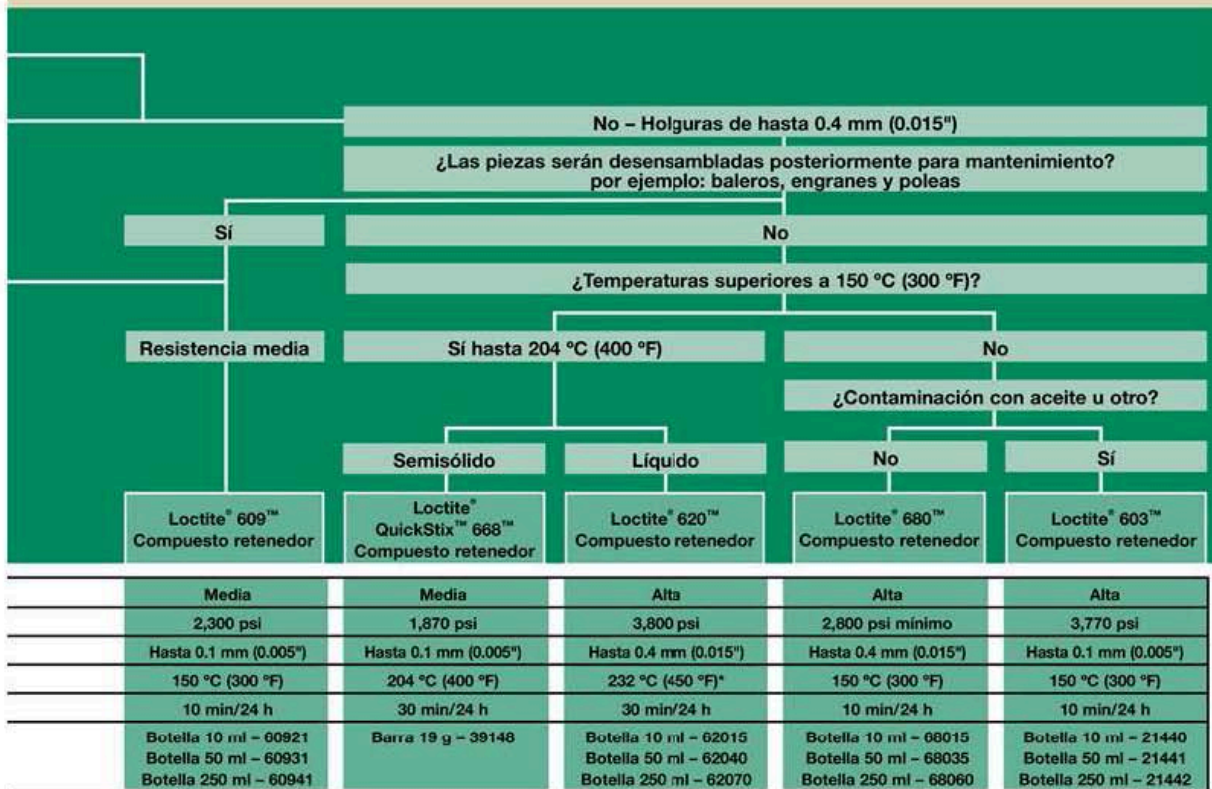 No – Holguras de hasta 0.4 mm (0.015")
¿Las piezas serán desensambladas posteriormente para mantenimiento?
por ejemplo: baleros, engranes y poleas
Sí
No
¿Temperaturas superiores a 150 °C (300 °F)?
Resistencia media
Sí hasta 204 °C (400 °F)
No
¿Contaminación con aceite u otro?
Semisólido
Líquido
No
Sí
Loctite® 609™
Compuesto retenedor
Loctite®
QuickStix™ 668™
Compuesto retenedor
Loctite® 620™
Compuesto retenedor
Loctite® 680™
Compuesto retenedor
Loctite® 603™
Compuesto retenedor
Media Media Alta Alta Alta
2,300 psi 1,870 psi 3,800 psi 2,800 psi mínimo 3,770 psi
Hasta 0.1 mm (0.005") Hasta 0.1 mm (0.005") Hasta 0.4 mm (0.015") Hasta 0.4 mm (0.015") Hasta 0.1 mm (0.005")
150 °C (300 °F) 204 °C (400 °F) 232 °C (450 °F)* 150 °C (300 °F) 150 °C (300 °F)
10 min/24 h 30 min/24 h 30 min/24 h 10 min/24 h 10 min/24 h
Botella 10 ml – 60921 Barra 19 g – 39148 Botella 10 ml – 62015 Botella 10 ml – 68015 Botella 10 ml – 21440
Botella 50 ml – 60931 Botella 50 ml – 62040 Botella 50 ml – 68035 Botella 50 ml – 21441
Botella 250 ml – 60941 Botella 250 ml – 62070 Botella 250 ml – 68060 Botella 250 ml – 21442